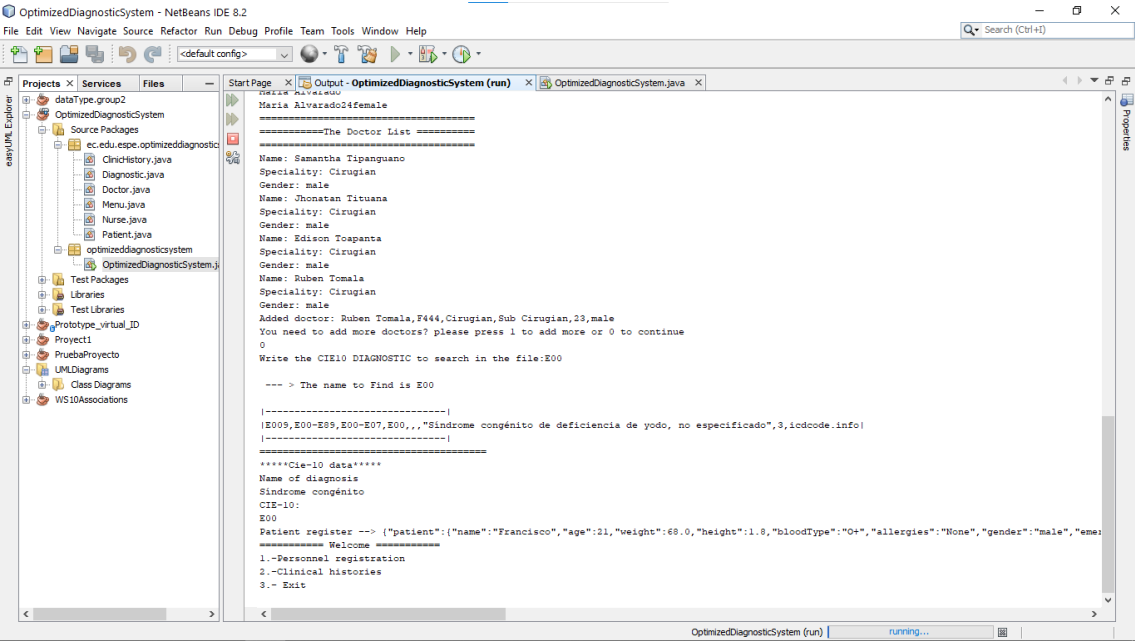 OptimizedDiagnosticSystem - NetBeans IDE 8.2
File Edit View Navigate Source Refactor Run Debug Profile Team Tools Window Help
Search (Ctrl+I)
<default config>
Projects
Services
Files
Start Page
Output - OptimizedDiagnosticSystem (run)
OptimizedDiagnosticSystem.java
easyUML Explorer
Properties
dataType.group2
OptimizedDiagnosticSystem
Source Packages
ec.edu.espe.optimizeddiagnostics
ClinicHistory.java
Diagnostic.java
Doctor.java
Menu.java
Nurse.java
Patient.java
optimizeddiagnosticsystem
OptimizedDiagnosticSystem.ja
Test Packages
Libraries
Test Libraries
Prototype_virtual_ID
Proyect1
PruebaProyecto
UMLDiagrams
Class Diagrams
WS10Associations
Maria Alvarado
Maria Alvarado24female
====================================
===========The Doctor List ==========
====================================
Name: Samantha Tipanguano
Speciality: Cirugian
Gender: male
Name: Jhonatan Tituana
Speciality: Cirugian
Gender: male
Name: Edison Toapanta
Speciality: Cirugian
Gender: male
Name: Ruben Tomala
Speciality: Cirugian
Gender: male
Added doctor: Ruben Tomala,F444,Cirugian,Sub Cirugian,23,male
You need to add more doctors? please press 1 to add more or 0 to continue
0
Write the CIE10 DIAGNOSTIC to search in the file:E00
--- > The name to Find is E00
|-------------------------------|
|E009,E00-E89,E00-E07,E00,,,"Síndrome congénito de deficiencia de yodo, no especificado",3,icdcode.info|
|-------------------------------|
======================================
*****Cie-10 data*****
Name of diagnosis
Síndrome congénito
CIE-10:
E00
Patient register --> {"patient":{"name":"Francisco","age":21,"weight":68.0,"height":1.8,"bloodType":"O+","allergies":"None","gender":"male","emer
=========== Welcome ===========
1.-Personnel registration
2.-Clinical histories
3.- Exit
OptimizedDiagnosticSystem (run)
running...